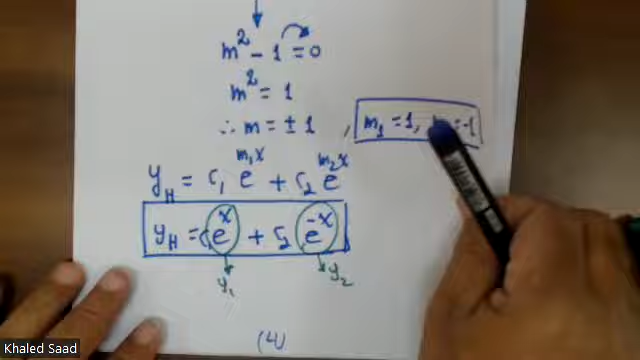 m² - 1 = 0
m² = 1
∴ m = ± 1 , m₁ = 1, = -1
y_H = c₁ e^{m₁x} + c₂ e^{m₂x}
y_H = c₁ e^x + c₂ e^{-x}
y₁ y₂
(4)
Khaled Saad